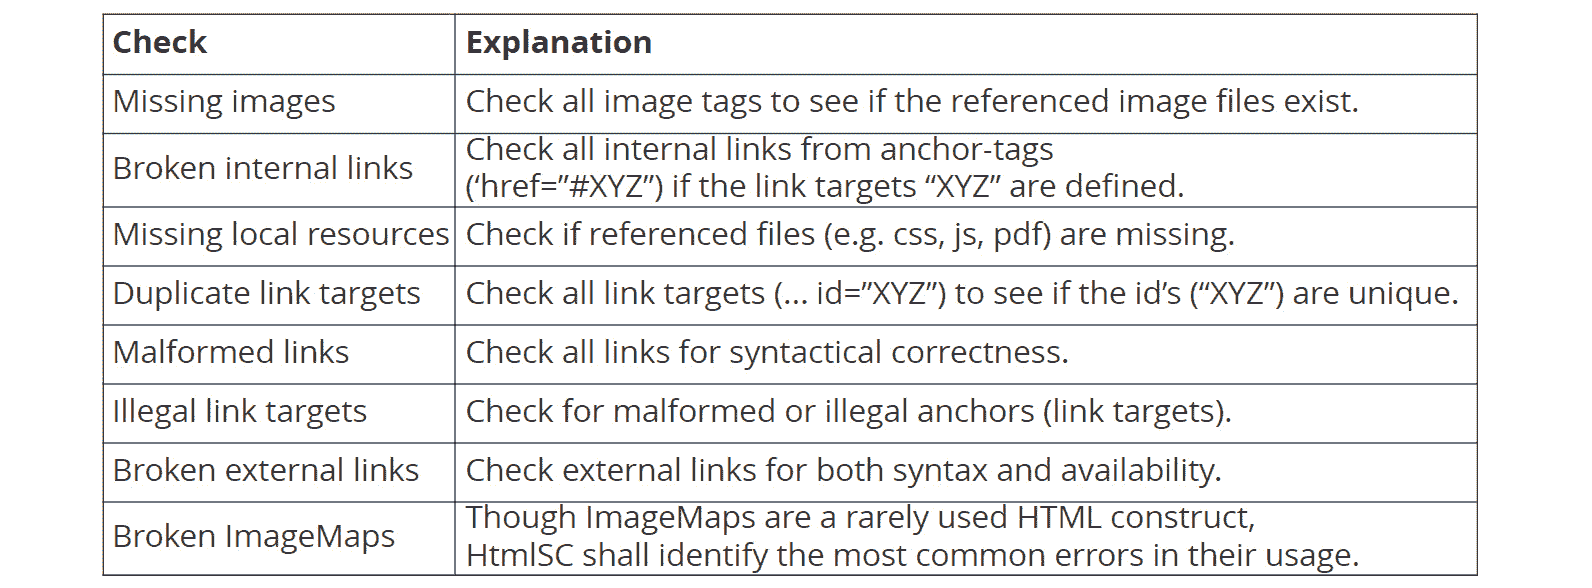 Check
Explanation
Missing images
Check all image tags to see if the referenced image files exist.
Broken internal links
Check all internal links from anchor-tags
(‘href=”#XYZ”) if the link targets “XYZ” are defined.
Missing local resources
Check if referenced files (e.g. css, js, pdf) are missing.
Duplicate link targets
Check all link targets (... id=”XYZ”) to see if the id’s (“XYZ”) are unique.
Malformed links
Check all links for syntactical correctness.
Illegal link targets
Check for malformed or illegal anchors (link targets).
Broken external links
Check external links for both syntax and availability.
Broken ImageMaps
Though ImageMaps are a rarely used HTML construct,
HtmlSC shall identify the most common errors in their usage.